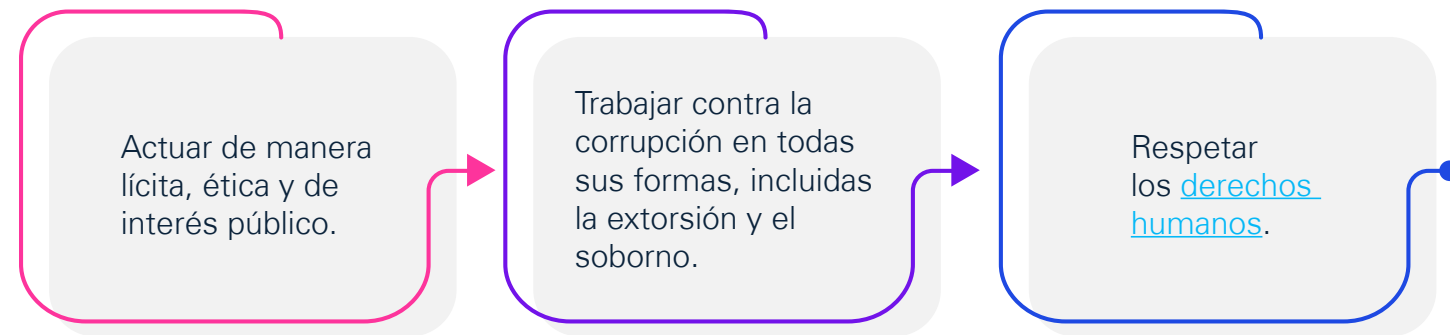 Actuar de manera
lícita, ética y de
interés público.
Trabajar contra la
corrupción en todas
sus formas, incluidas
la extorsión y el
soborno.
Respetar
los derechos
humanos.